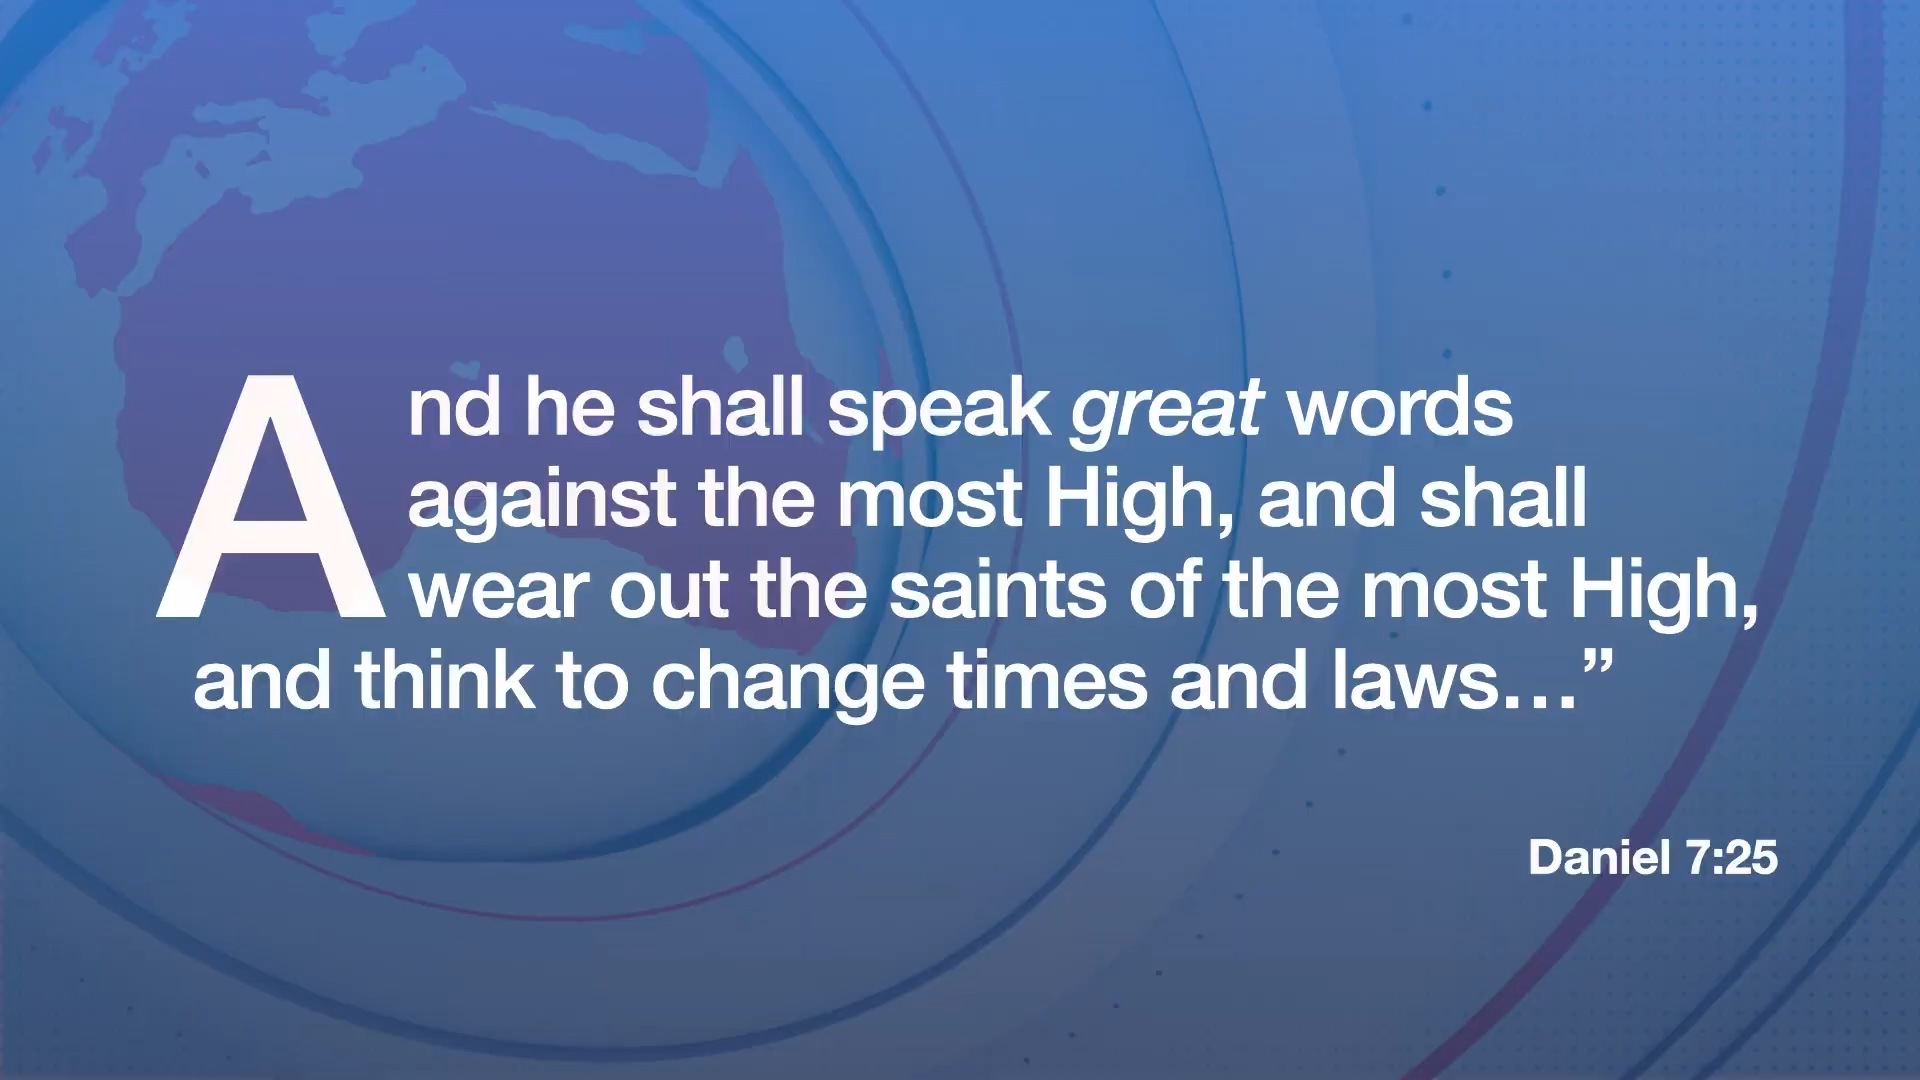 And he shall speak great words
against the most High, and shall
wear out the saints of the most High,
and think to change times and laws…”
Daniel 7:25